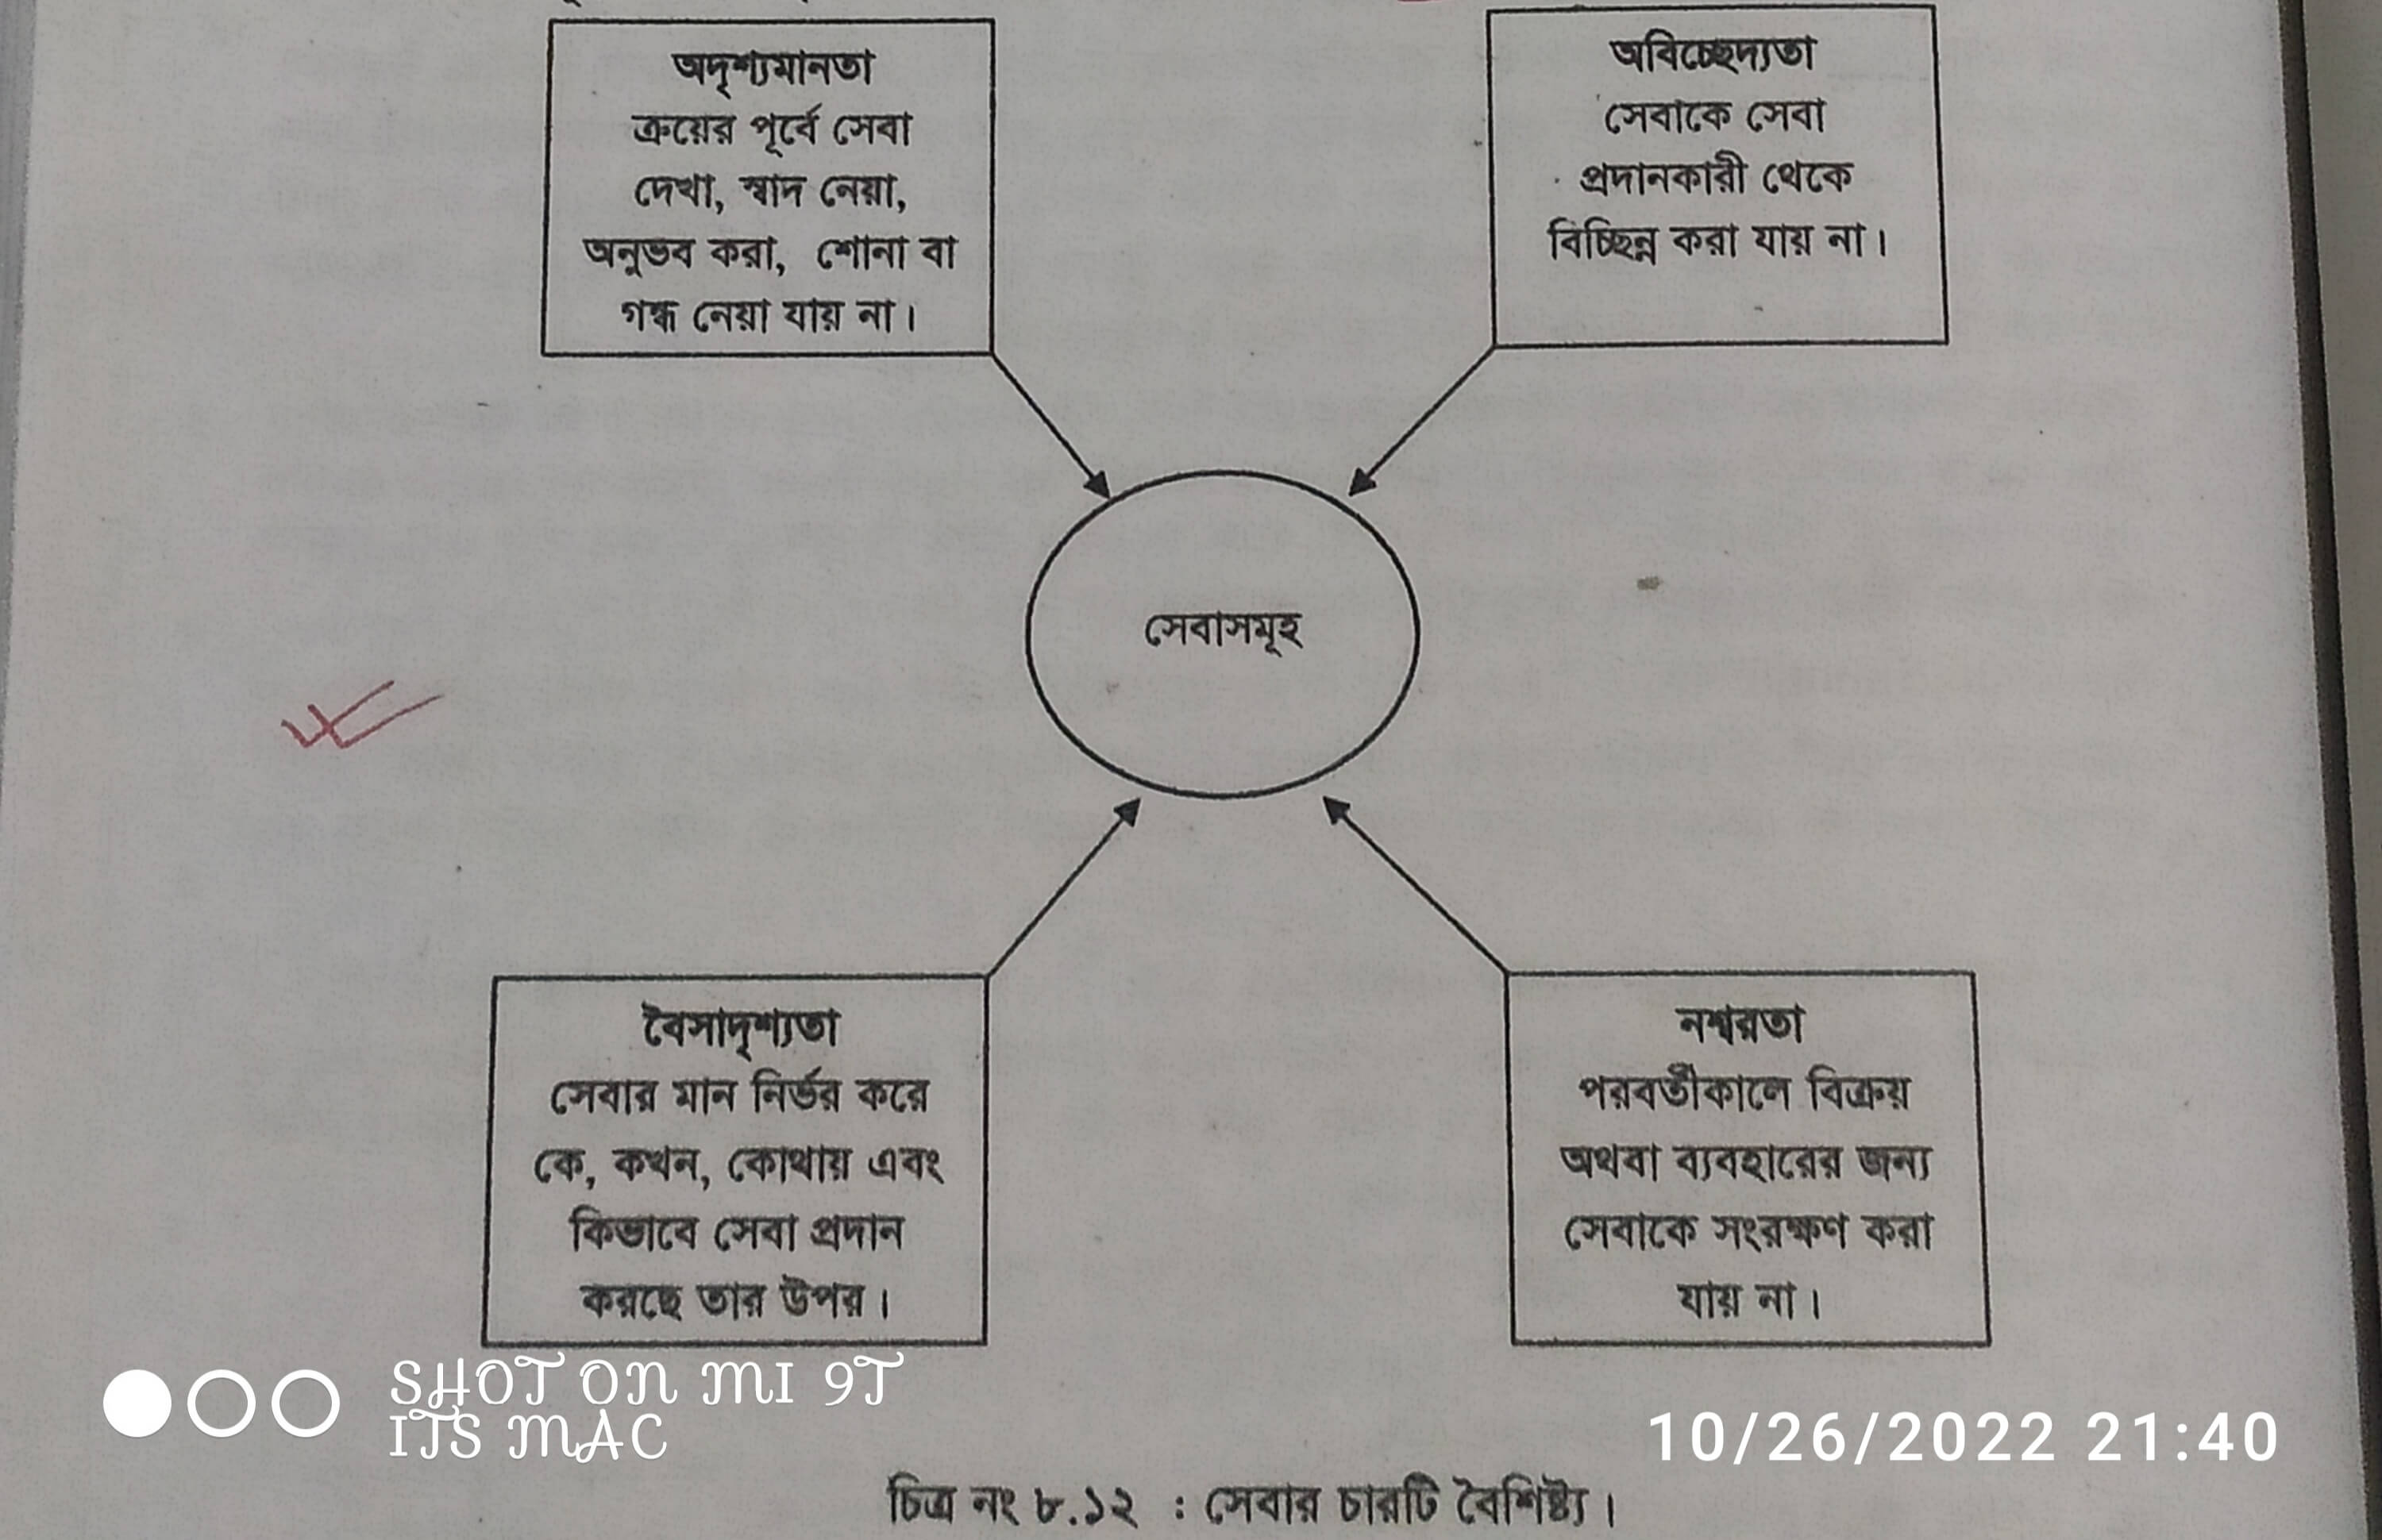 অদৃশ্যমানতা
ক্রয়ের পূর্বে সেবা
দেখা, স্বাদ নেয়া,
অনুভব করা, শোনা বা
গন্ধ নেয়া যায় না।
অবিচ্ছেদ্যতা
সেবাকে সেবা
প্রদানকারী থেকে
বিচ্ছিন্ন করা যায় না।
সেবাসমূহ
বৈসাদৃশ্যতা
সেবার মান নির্ভর করে
কে, কখন, কোথায় এবং
কিভাবে সেবা প্রদান
করছে তার উপর।
নশ্বরতা
পরবর্তীকালে বিক্রয়
অথবা ব্যবহারের জন্য
সেবাকে সংরক্ষণ করা
যায় না।
SHOT ON MI 9T
ITS MAC
10/26/2022 21:40
চিত্র নং ৮.১২ : সেবার চারটি বৈশিষ্ট্য।